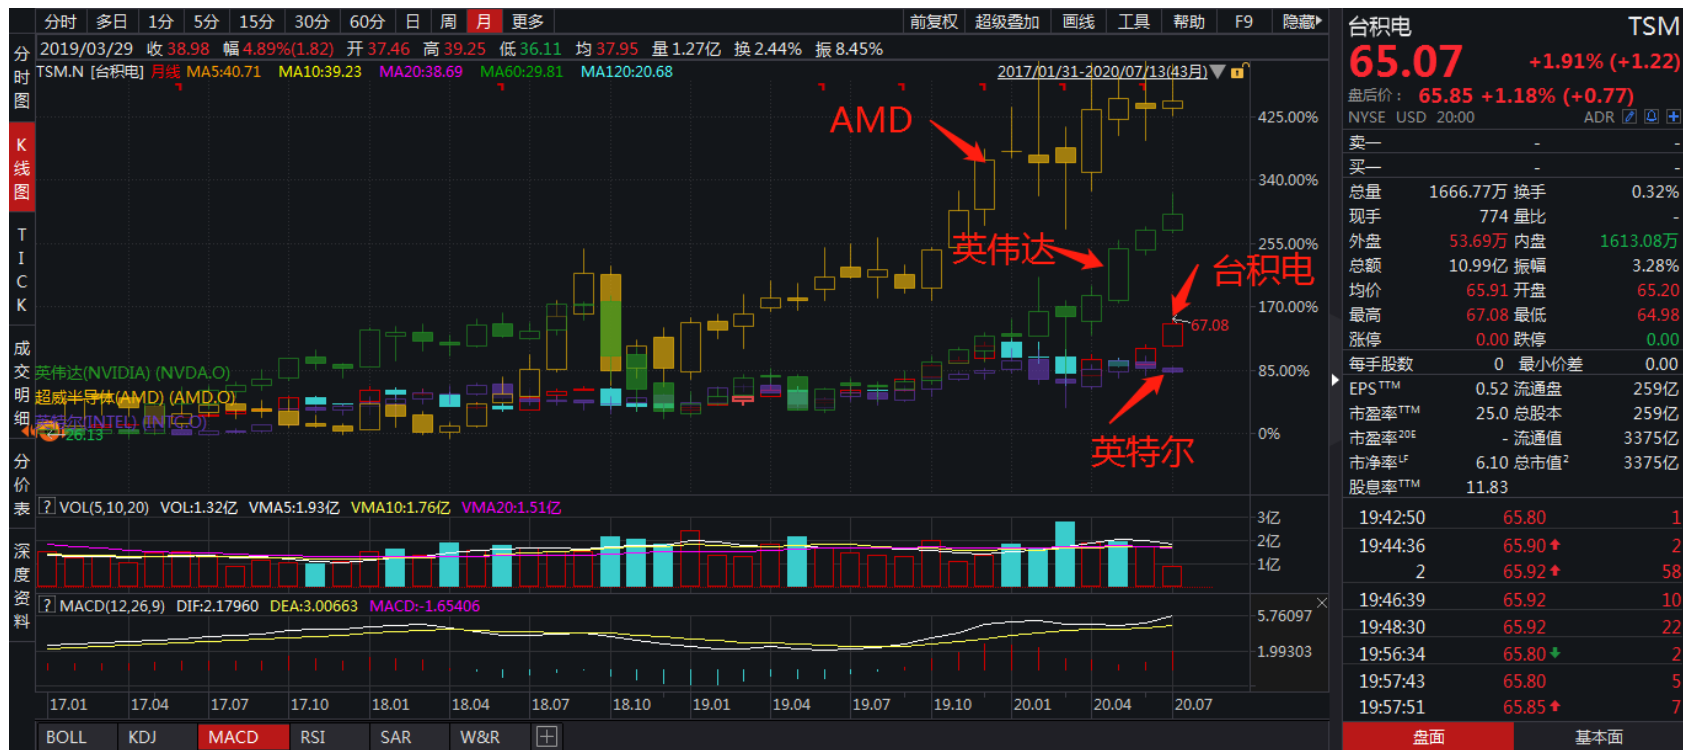 分时 多日 1分 5分 15分 30分 60分 日 周 月 更多 前复权 超级叠加 画线 工具 帮助 F9 隐藏
2019/03/29 收 38.98 幅 4.89%(1.82) 开 37.46 高 39.25 低 36.11 均 37.95 量 1.27亿 换 2.44% 振 8.45%
TSM.N [台积电] 月线 MA5:40.71 MA10:39.23 MA20:38.69 MA60:29.81 MA120:20.68 2017/01/31-2020/07/13(43月)
分时图
K线图
TICK
成交明细
分价表
深度资料
AMD
英伟达
台积电
67.08
英特尔
英伟达(NVIDIA) (NVDA.O)
超威半导体(AMD) (AMD.O)
英特尔(INTEL) (INTC.O)
26.13
425.00%
340.00%
255.00%
170.00%
85.00%
0%
? VOL(5,10,20) VOL:1.32亿 VMA5:1.93亿 VMA10:1.76亿 VMA20:1.51亿
3亿
2亿
1亿
? MACD(12,26,9) DIF:2.17960 DEA:3.00663 MACD:-1.65406
5.76097
1.99303
17.01 17.04 17.07 17.10 18.01 18.04 18.07 18.10 19.01 19.04 19.07 19.10 20.01 20.04 20.07
BOLL KDJ MACD RSI SAR W&R
台积电 TSM
65.07 +1.91% (+1.22)
盘后价： 65.85 +1.18% (+0.77)
NYSE USD 20:00 ADR
卖一 - -
买一 - -
总量 1666.77万 换手 0.32%
现手 774 量比 -
外盘 53.69万 内盘 1613.08万
总额 10.99亿 振幅 3.28%
均价 65.91 开盘 65.20
最高 67.08 最低 64.98
涨停 0.00 跌停 0.00
每手股数 0 最小价差 0.00
EPS TTM 0.52 流通盘 259亿
市盈率 TTM 25.0 总股本 259亿
市盈率 20E - 流通值 3375亿
市净率 LF 6.10 总市值2 3375亿
股息率 TTM 11.83
19:42:50 65.80 1
19:44:36 65.90 2
2 65.92 58
19:46:39 65.92 10
19:48:30 65.92 22
19:56:34 65.80 2
19:57:43 65.80 5
19:57:51 65.85 7
盘面 基本面